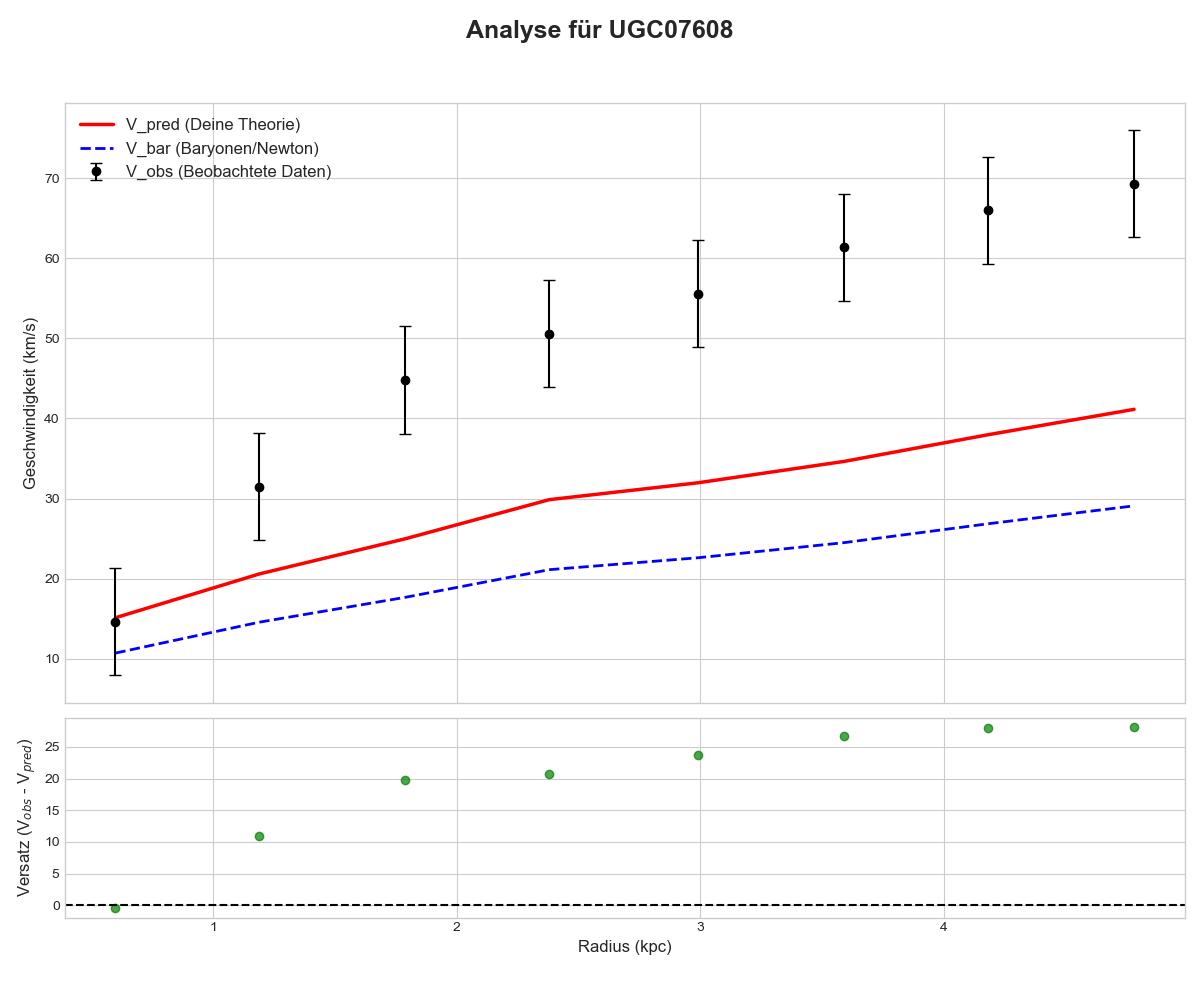 Analyse für UGC07608
V_pred (Deine Theorie)
V_bar (Baryonen/Newton)
V_obs (Beobachtete Daten)
Geschwindigkeit (km/s)
70
60
50
40
30
20
10
Versatz (V_obs - V_pred)
25
20
15
10
5
0
1 2 3 4
Radius (kpc)